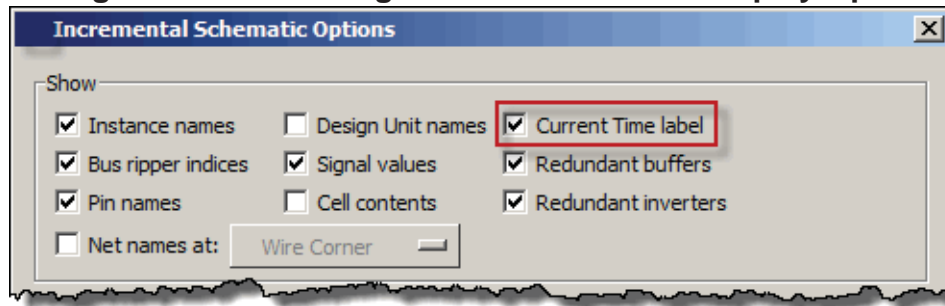 Incremental Schematic Options
Show
Instance names Design Unit names Current Time label
Bus ripper indices Signal values Redundant buffers
Pin names Cell contents Redundant inverters
Net names at: Wire Corner